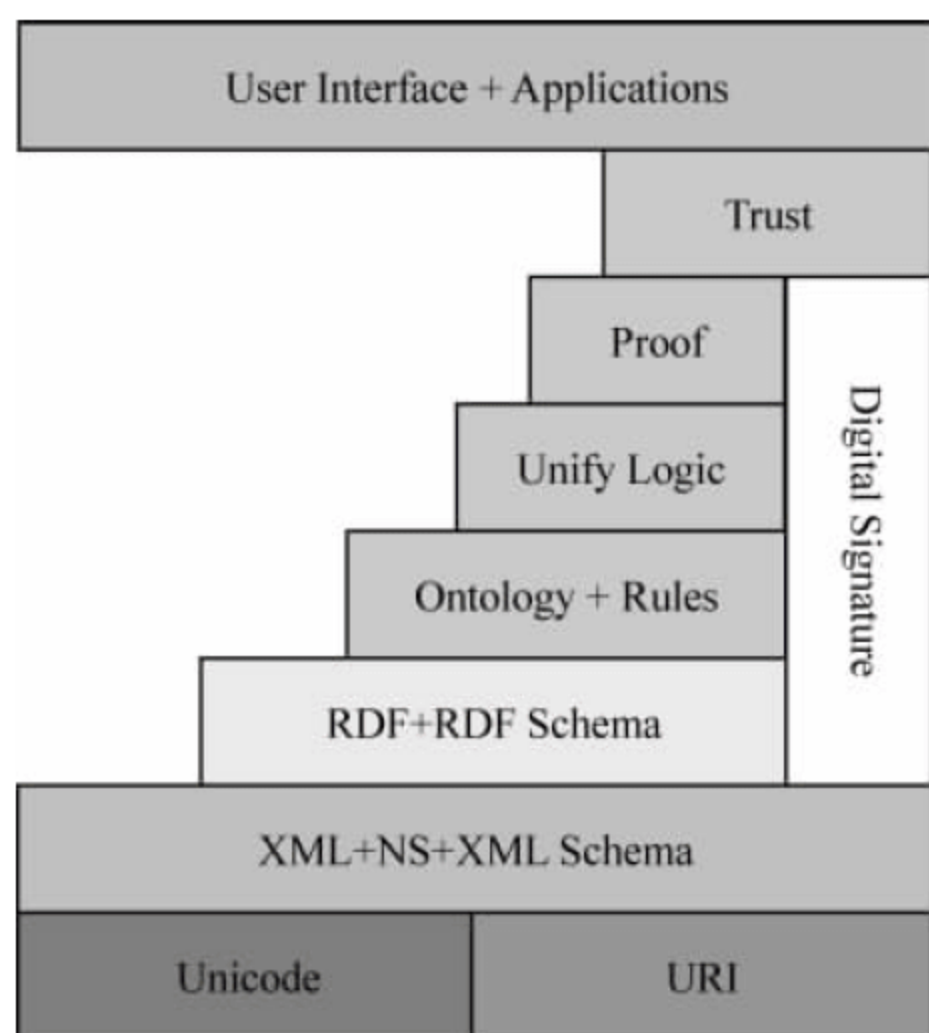 User Interface + Applications
Trust
Proof
Unify Logic
Ontology + Rules
RDF+RDF Schema
Digital Signature
XML+NS+XML Schema
Unicode
URI